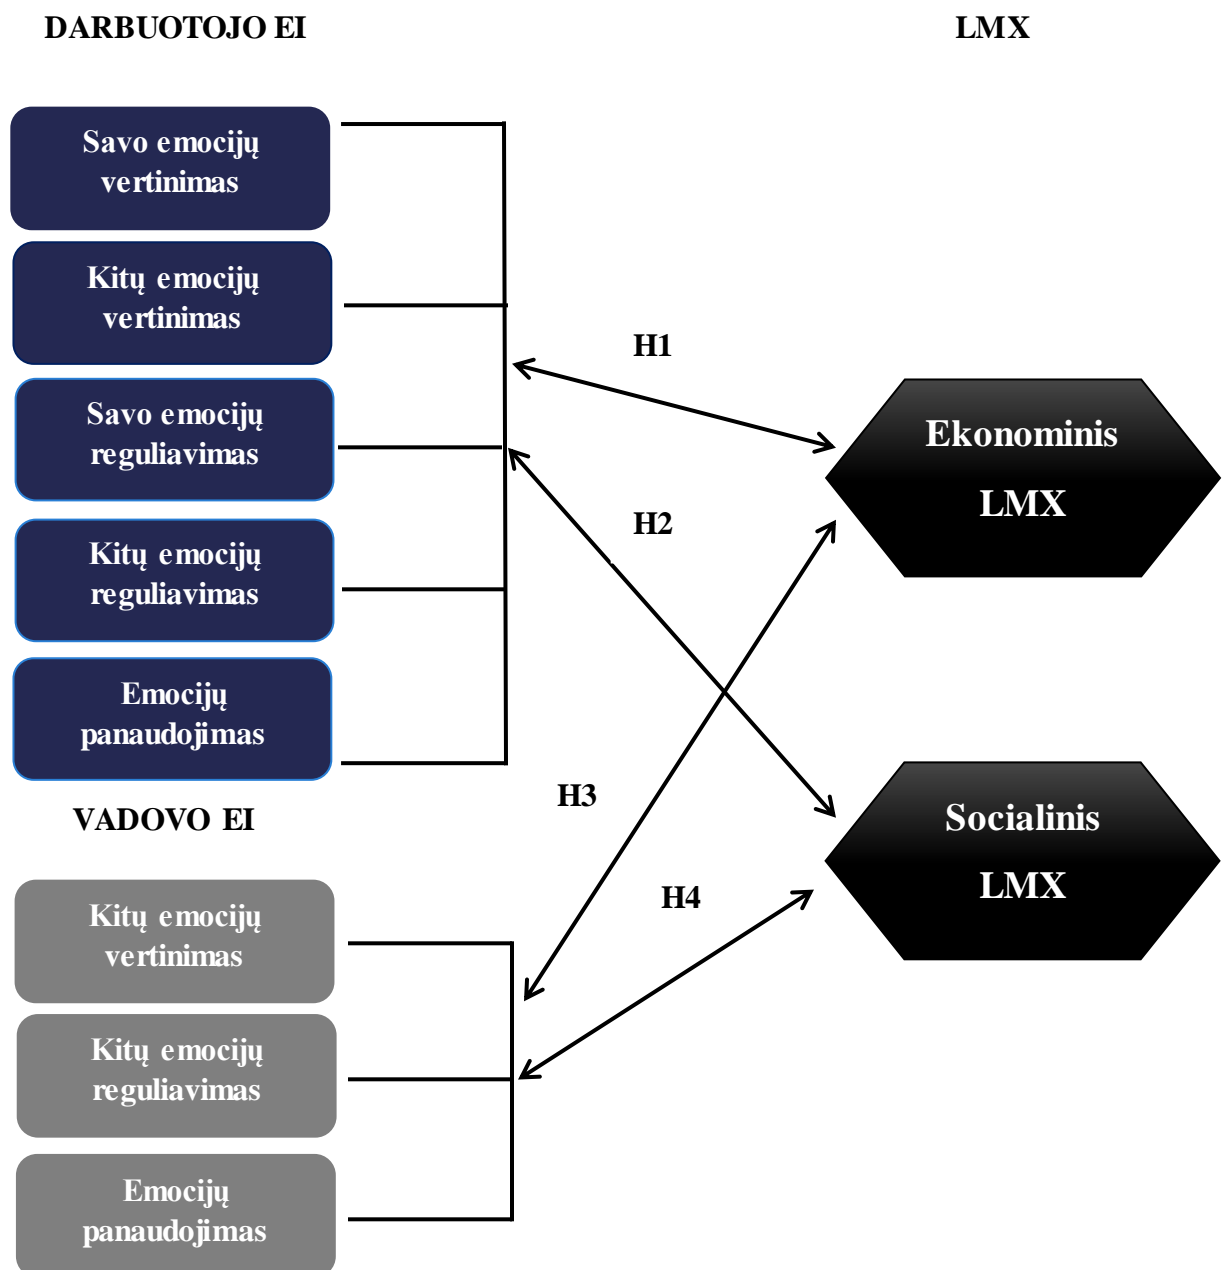 DARBUOTOJO EI
LMX
Savo emocijų
vertinimas
Kitų emocijų
vertinimas
Savo emocijų
reguliavimas
Kitų emocijų
reguliavimas
Emocijų
panaudojimas
H1
H2
H3
H4
Ekonominis
LMX
Socialinis
LMX
VADOVO EI
Kitų emocijų
vertinimas
Kitų emocijų
reguliavimas
Emocijų
panaudojimas